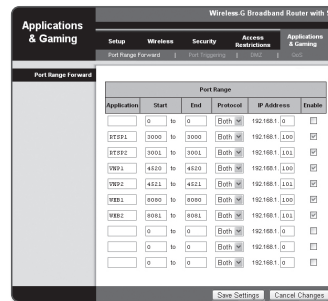 Wireless-G Broadband Router with
Applications
& Gaming
Setup Wireless Security Access Restrictions Applications & Gaming
Port Range Forward | Port Triggering | DMZ | QoS
Port Range Forward
Port Range
Application Start End Protocol IP Address Enable
0 to 0 Both 192.168.1. 0
RTSP1 3000 to 3000 Both 192.168.1. 100
RTSP2 3001 to 3001 Both 192.168.1. 101
VNP1 4520 to 4520 Both 192.168.1. 100
VNP2 4521 to 4521 Both 192.168.1. 101
WEB1 8080 to 8080 Both 192.168.1. 100
WEB2 8081 to 8081 Both 192.168.1. 101
0 to 0 Both 192.168.1. 0
0 to 0 Both 192.168.1. 0
0 to 0 Both 192.168.1. 0
Save Settings Cancel Changes